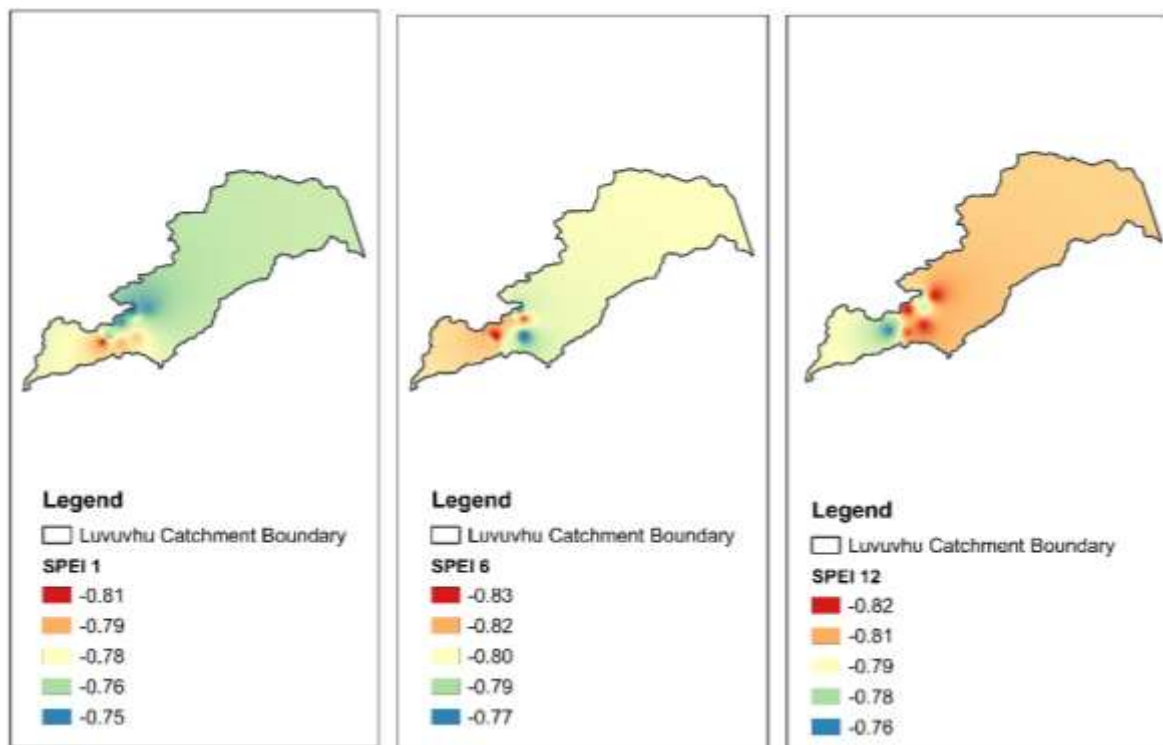 Legend
Luvuvhu Catchment Boundary
SPEI 1
-0.81
-0.79
-0.78
-0.76
-0.75
Legend
Luvuvhu Catchment Boundary
SPEI 6
-0.83
-0.82
-0.80
-0.79
-0.77
Legend
Luvuvhu Catchment Boundary
SPEI 12
-0.82
-0.81
-0.79
-0.78
-0.76